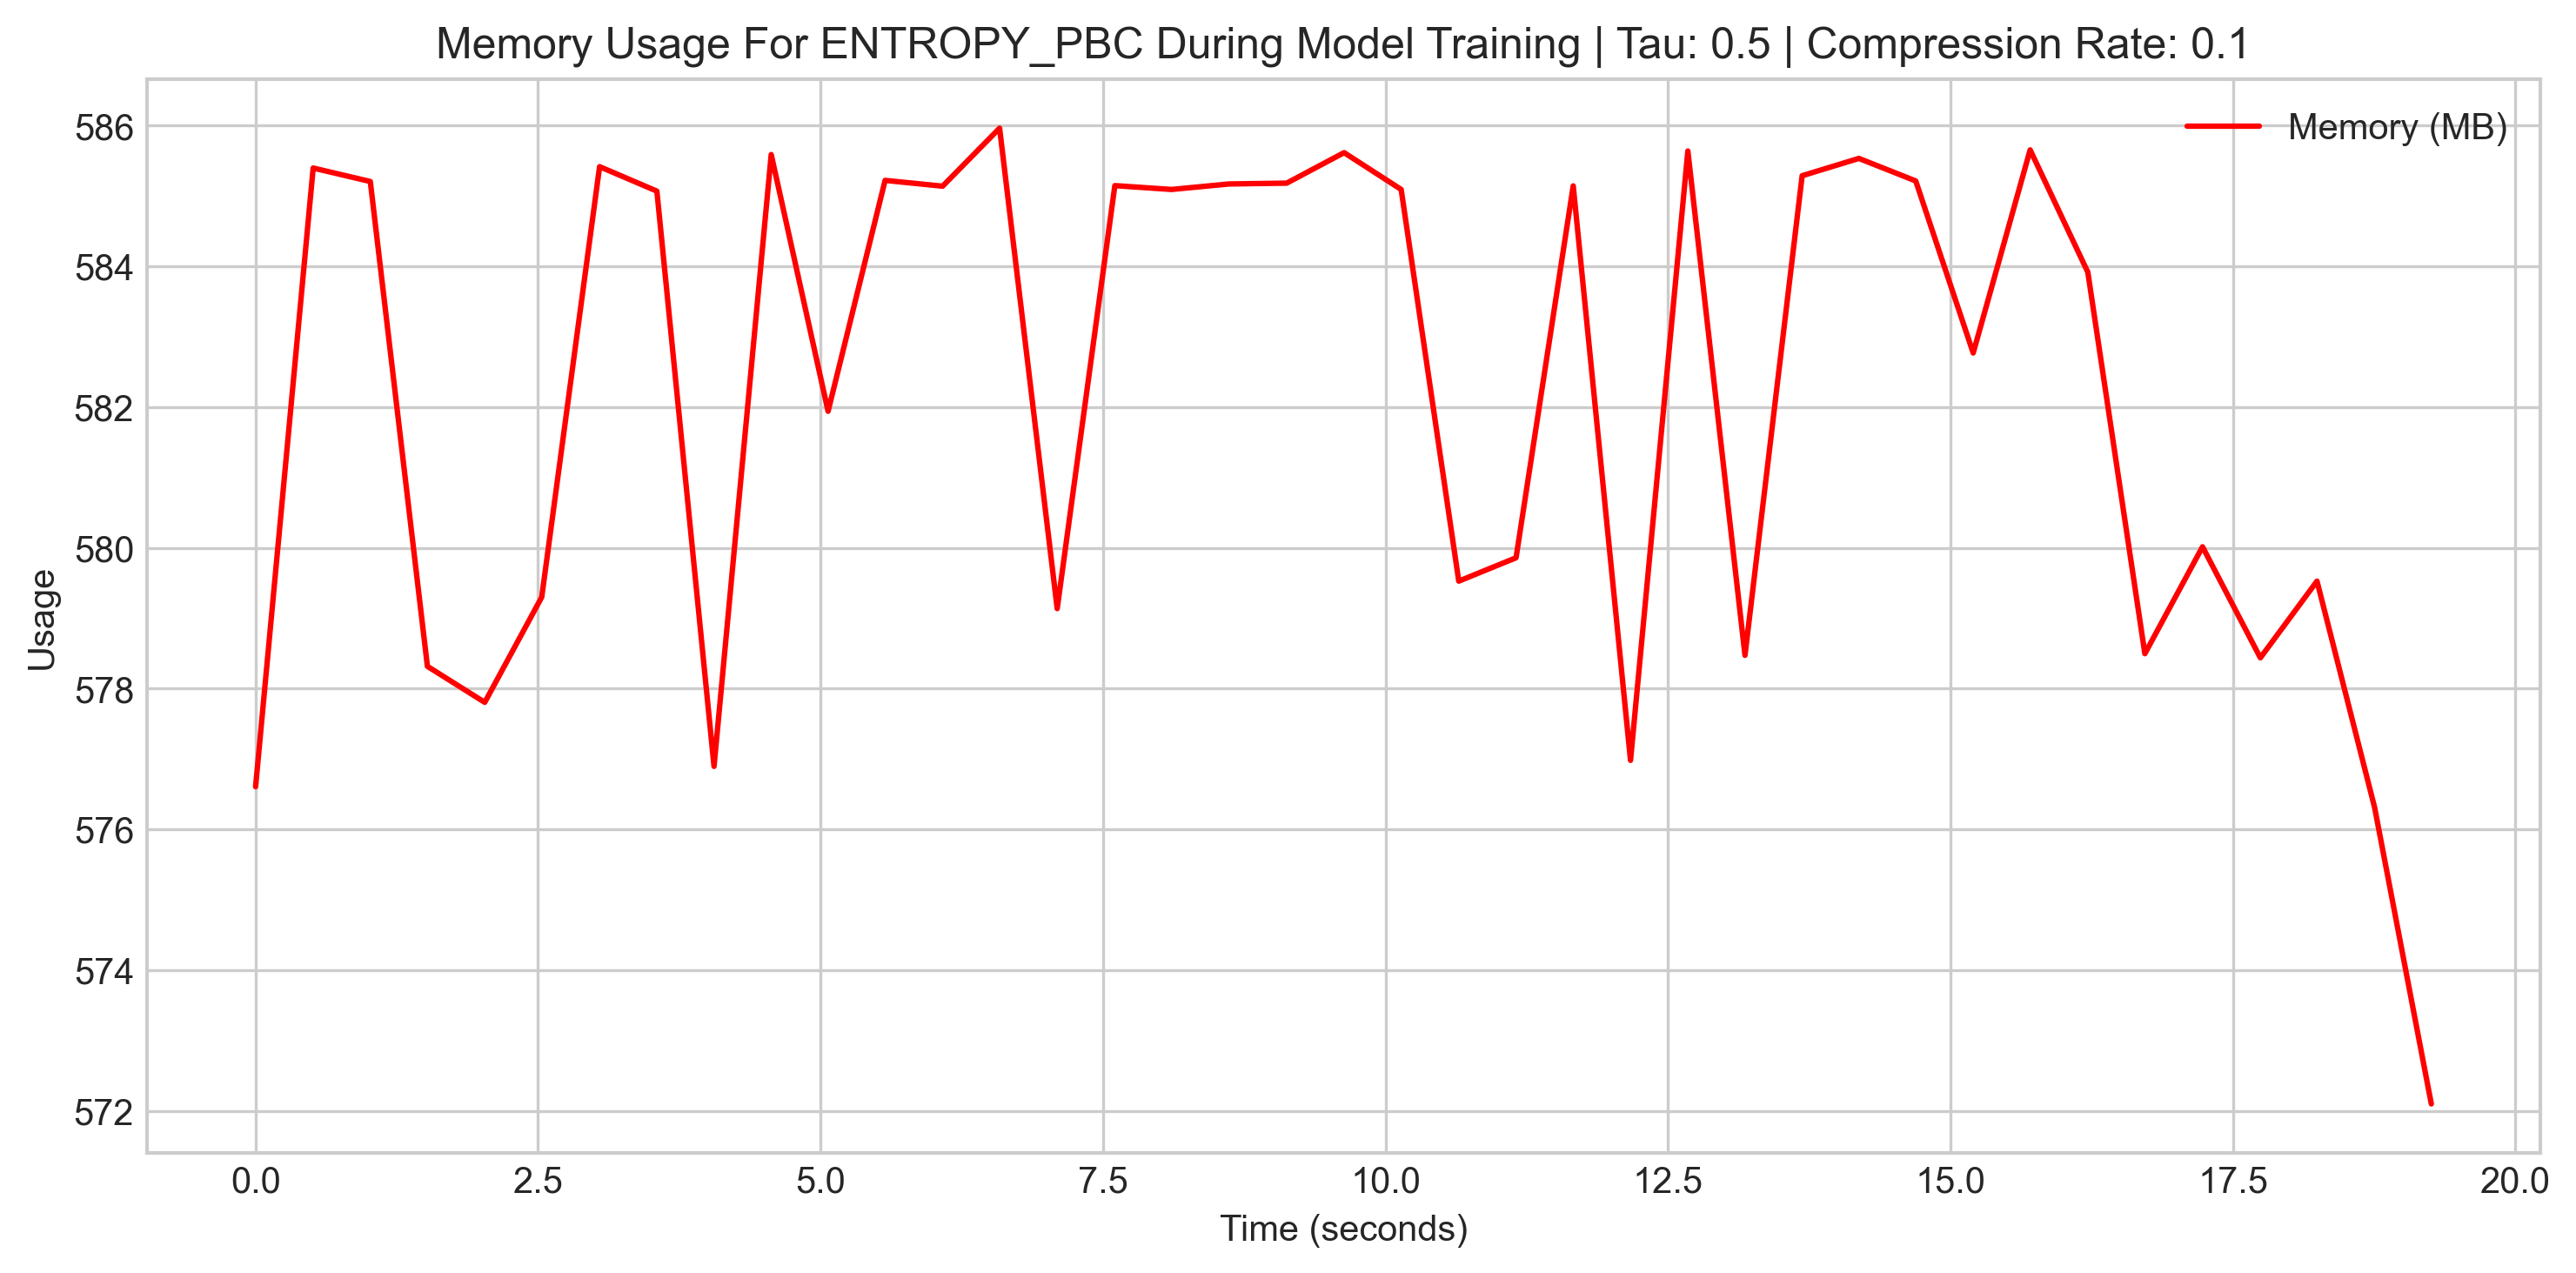 Memory Usage For ENTROPY_PBC During Model Training | Tau: 0.5 | Compression Rate: 0.1
Memory (MB)
586
584
582
580
578
576
574
572
Usage
0.0 2.5 5.0 7.5 10.0 12.5 15.0 17.5 20.0
Time (seconds)